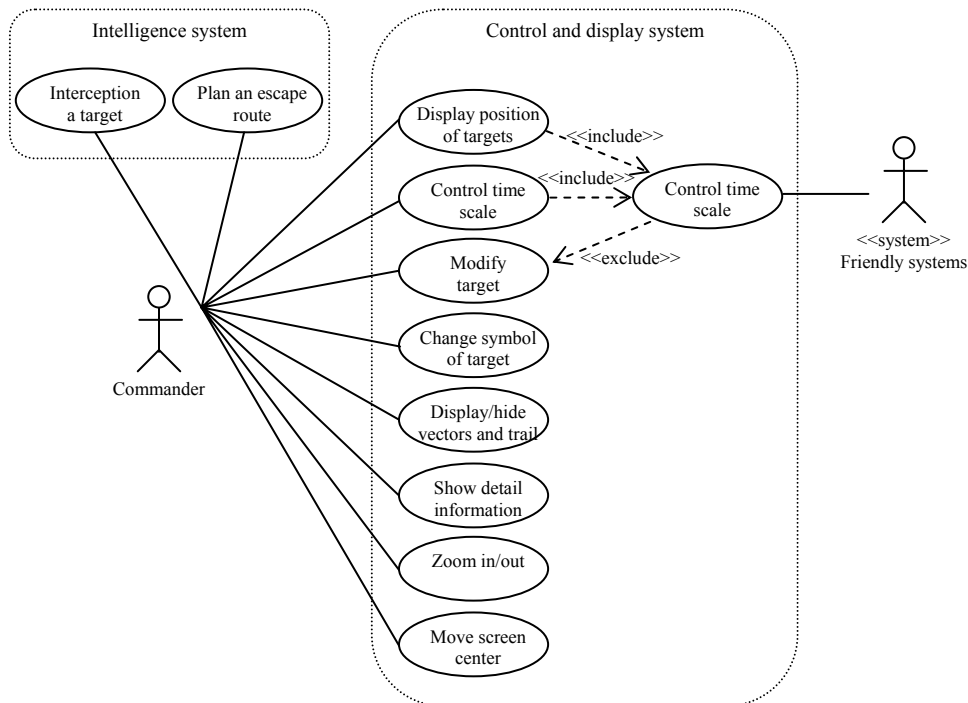 Intelligence system
Interception
a target
Plan an escape
route
Control and display system
Display position
of targets
<<include>>
Control time
scale
<<include>>
Control time
scale
<<system>>
Friendly systems
Modify
target
<<exclude>>
Commander
Change symbol
of target
Display/hide
vectors and trail
Show detail
information
Zoom in/out
Move screen
center